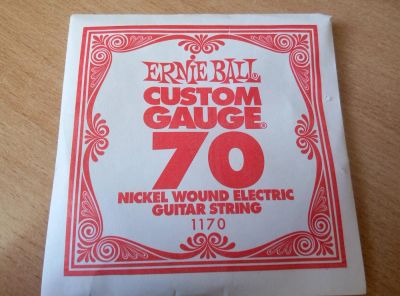 ERNIE BALL
CUSTOM
GAUGE®
70
NICKEL WOUND ELECTRIC
GUITAR STRING
1170